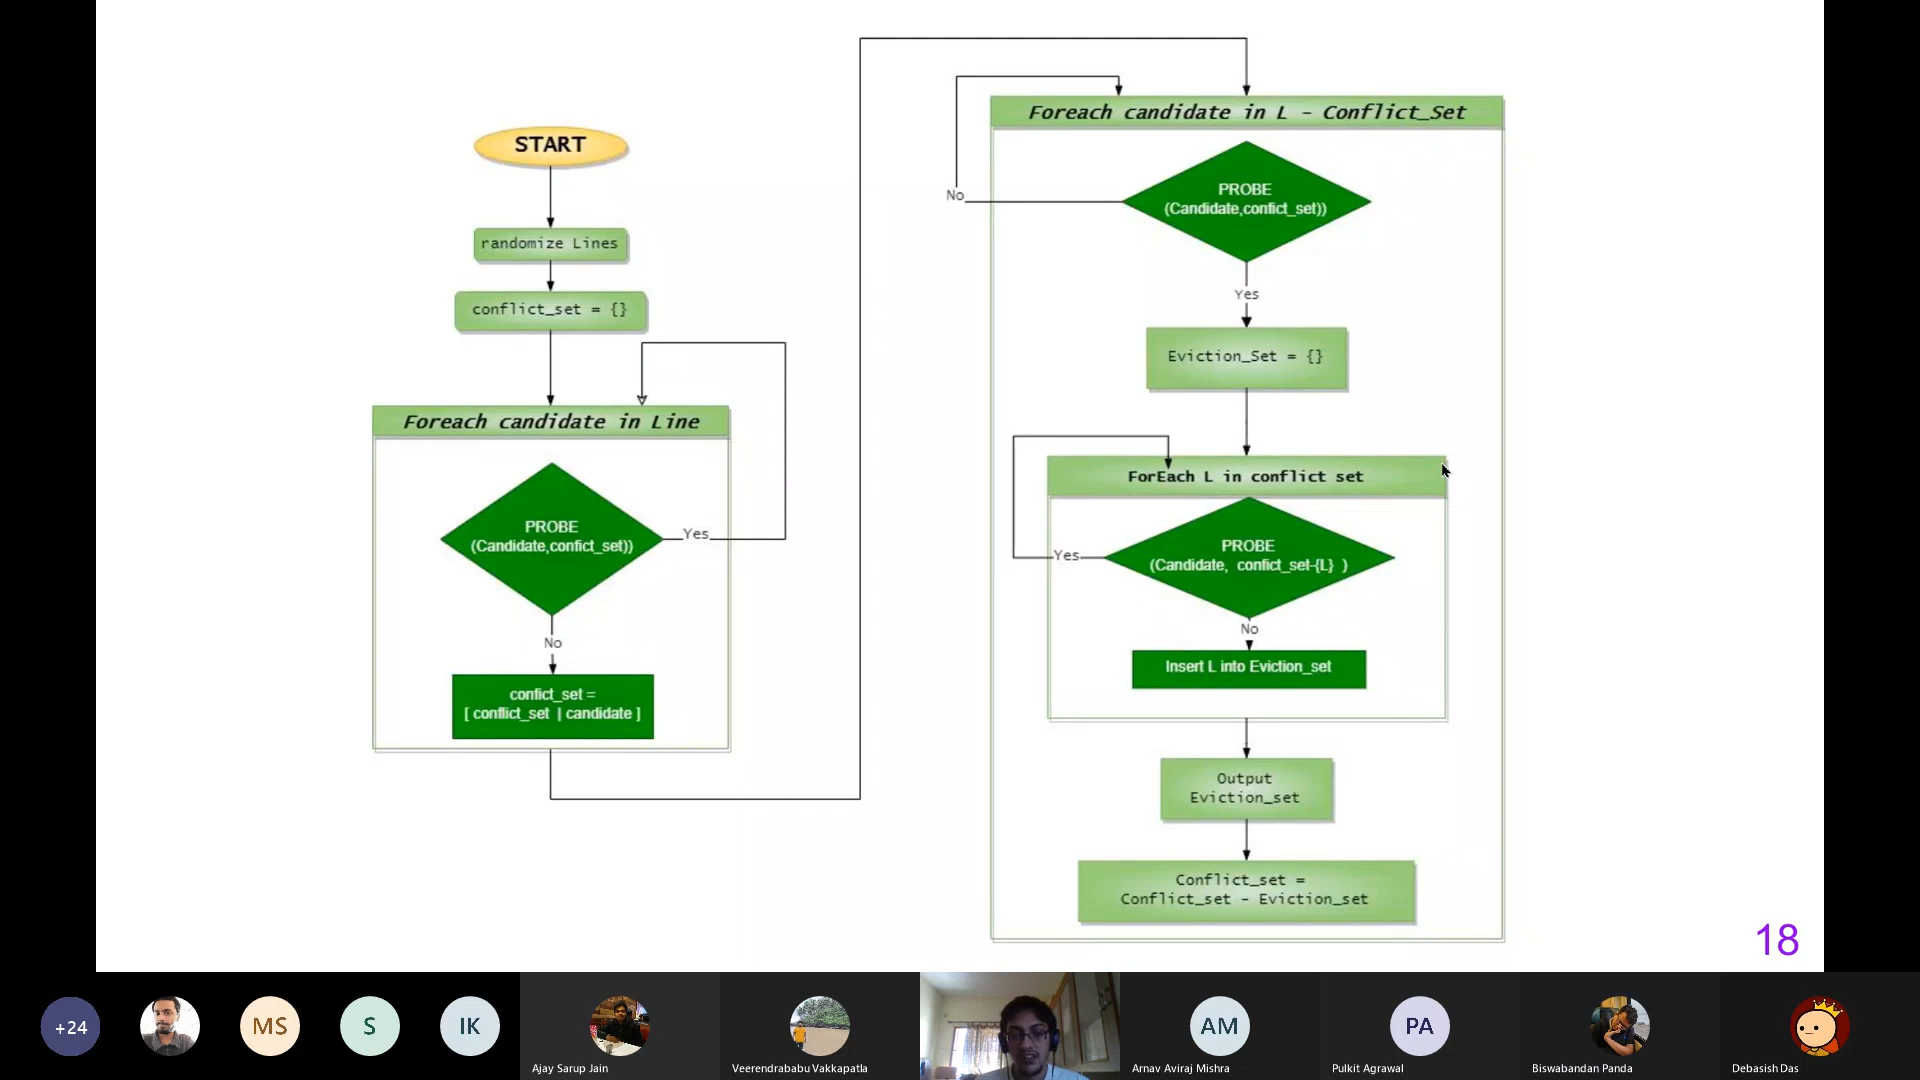 START
randomize Lines
conflict_set = {}
Foreach candidate in Line
PROBE
(Candidate,confict_set))
Yes
No
confict_set =
[ conflict_set | candidate ]
Foreach candidate in L - Conflict_Set
PROBE
(Candidate,confict_set))
No
Yes
Eviction_Set = {}
ForEach L in conflict set
PROBE
(Candidate, confict_set-{L} )
Yes
No
Insert L into Eviction_set
Output
Eviction_set
Conflict_set =
Conflict_set - Eviction_set
18
+24
MS
S
IK
Ajay Sarup Jain
Veerendrababu Vakkapatla
AM
Arnav Aviraj Mishra
PA
Pulkit Agrawal
Biswabandan Panda
Debasish Das